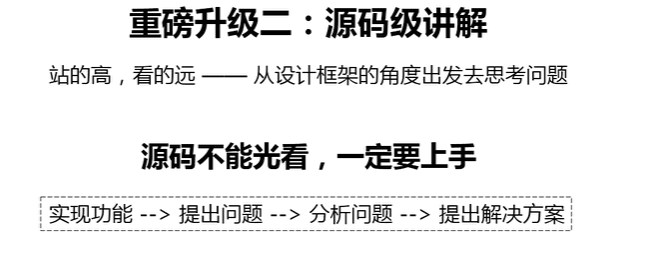 重磅升级二：源码级讲解
站的高，看的远 —— 从设计框架的角度出发去思考问题
源码不能光看，一定要上手
实现功能 --> 提出问题 --> 分析问题 --> 提出解决方案